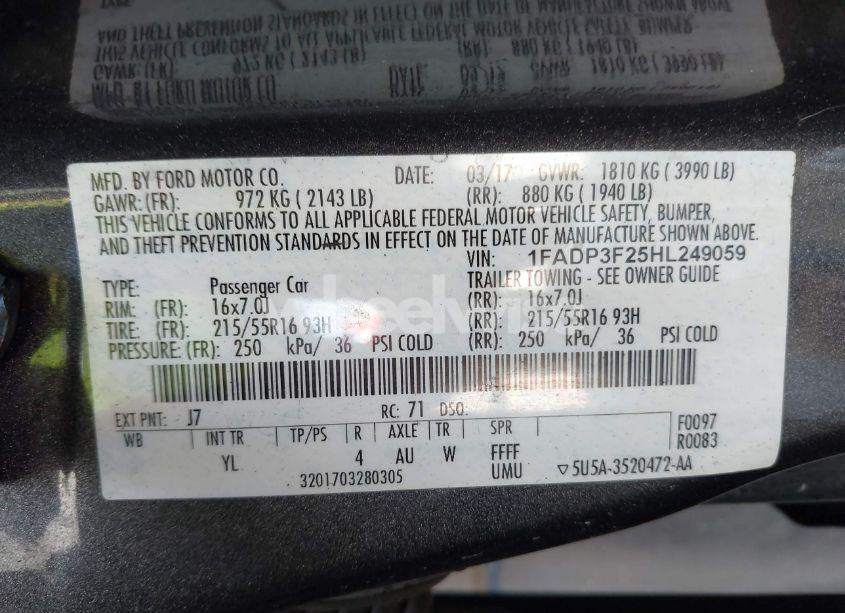 MFD. BY FORD MOTOR CO. DATE: 03/17 GVWR: 1810 KG ( 3990 LB)
GAWR: (FR): 972 KG ( 2143 LB) (RR): 880 KG ( 1940 LB)
THIS VEHICLE CONFORMS TO ALL APPLICABLE FEDERAL MOTOR VEHICLE SAFETY, BUMPER,
AND THEFT PREVENTION STANDARDS IN EFFECT ON THE DATE OF MANUFACTURE SHOWN ABOVE.
VIN: 1FADP3F25HL249059
TYPE: Passenger Car TRAILER TOWING - SEE OWNER GUIDE
RIM: (FR): 16x7.0J (RR): 16x7.0J
TIRE: (FR): 215/55R16 93H (RR): 215/55R16 93H
PRESSURE: (FR): 250 kPa/ 36 PSI COLD (RR): 250 kPa/ 36 PSI COLD
EXT PNT: J7 RC: 71 DSO: F0097
WB INT TR TP/PS R AXLE TR SPR R0083
YL 4 AU W FFFF
UMU
3201703280305 ▽5U5A-3520472-AA